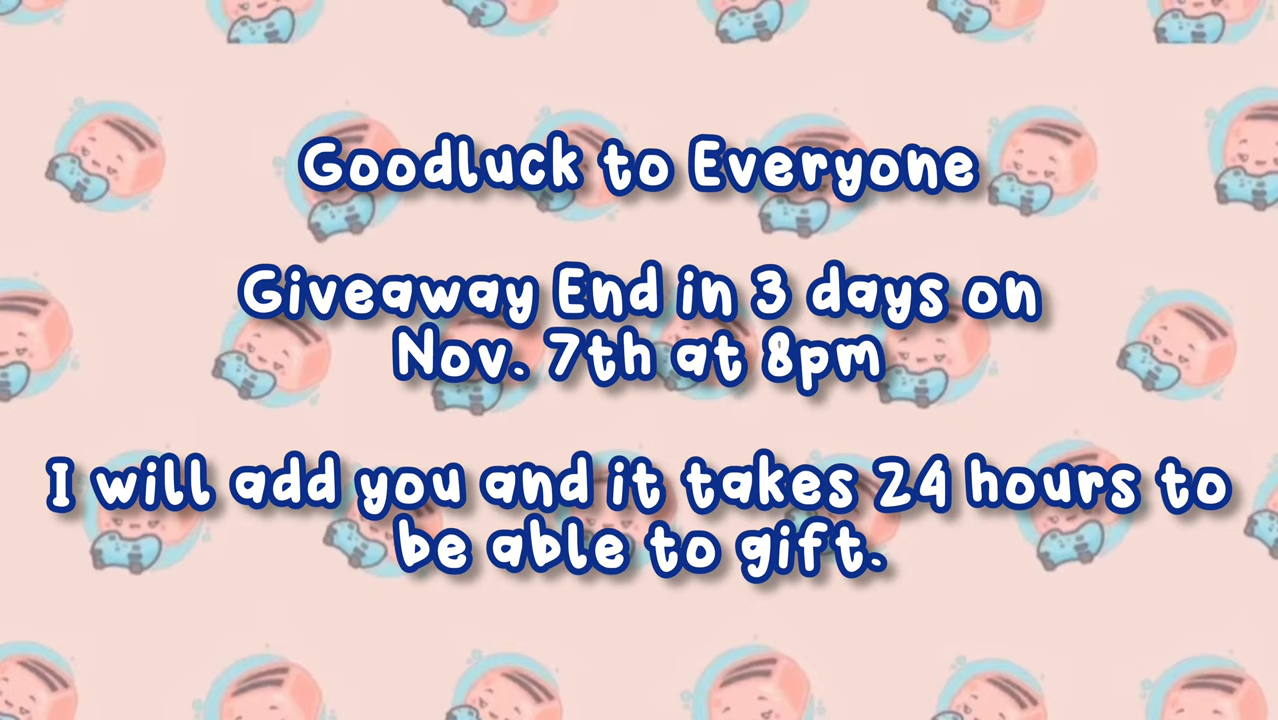 Goodluck to Everyone
Giveaway End in 3 days on
Nov. 7th at 8pm
I will add you and it takes 24 hours to
be able to gift.